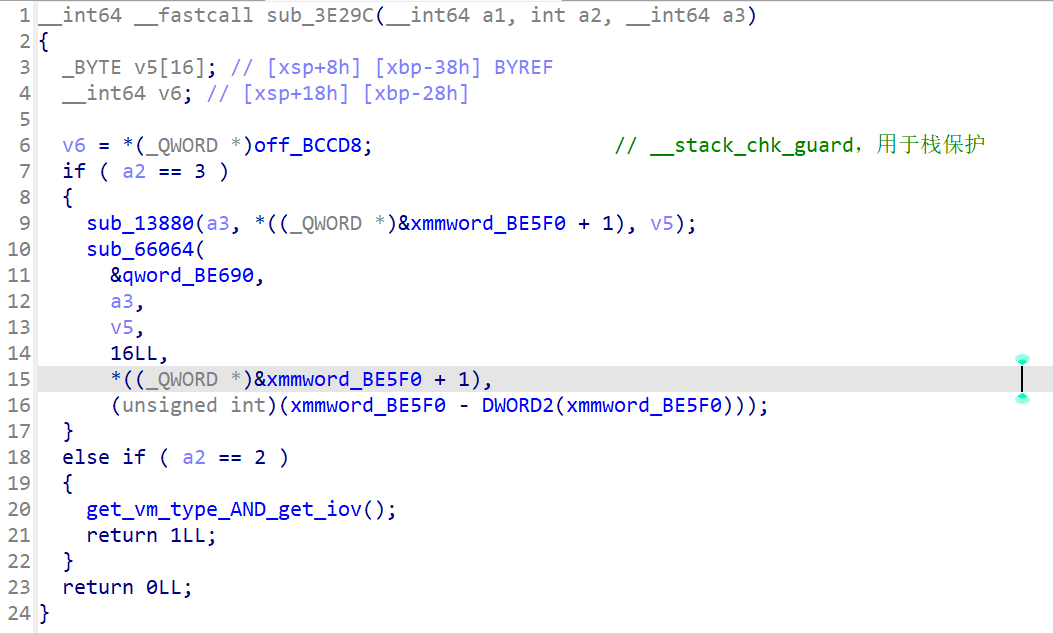 1 __int64 __fastcall sub_3E29C(__int64 a1, int a2, __int64 a3)
2 {
3   _BYTE v5[16]; // [xsp+8h] [xbp-38h] BYREF
4   __int64 v6; // [xsp+18h] [xbp-28h]
5
6   v6 = *(_QWORD *)off_BCCD8;                    // __stack_chk_guard，用于栈保护
7   if ( a2 == 3 )
8   {
9     sub_13880(a3, *((_QWORD *)&xmmword_BE5F0 + 1), v5);
10     sub_66064(
11       &qword_BE690,
12       a3,
13       v5,
14       16LL,
15       *((_QWORD *)&xmmword_BE5F0 + 1),
16       (unsigned int)(xmmword_BE5F0 - DWORD2(xmmword_BE5F0)));
17   }
18   else if ( a2 == 2 )
19   {
20     get_vm_type_AND_get_iov();
21     return 1LL;
22   }
23   return 0LL;
24 }